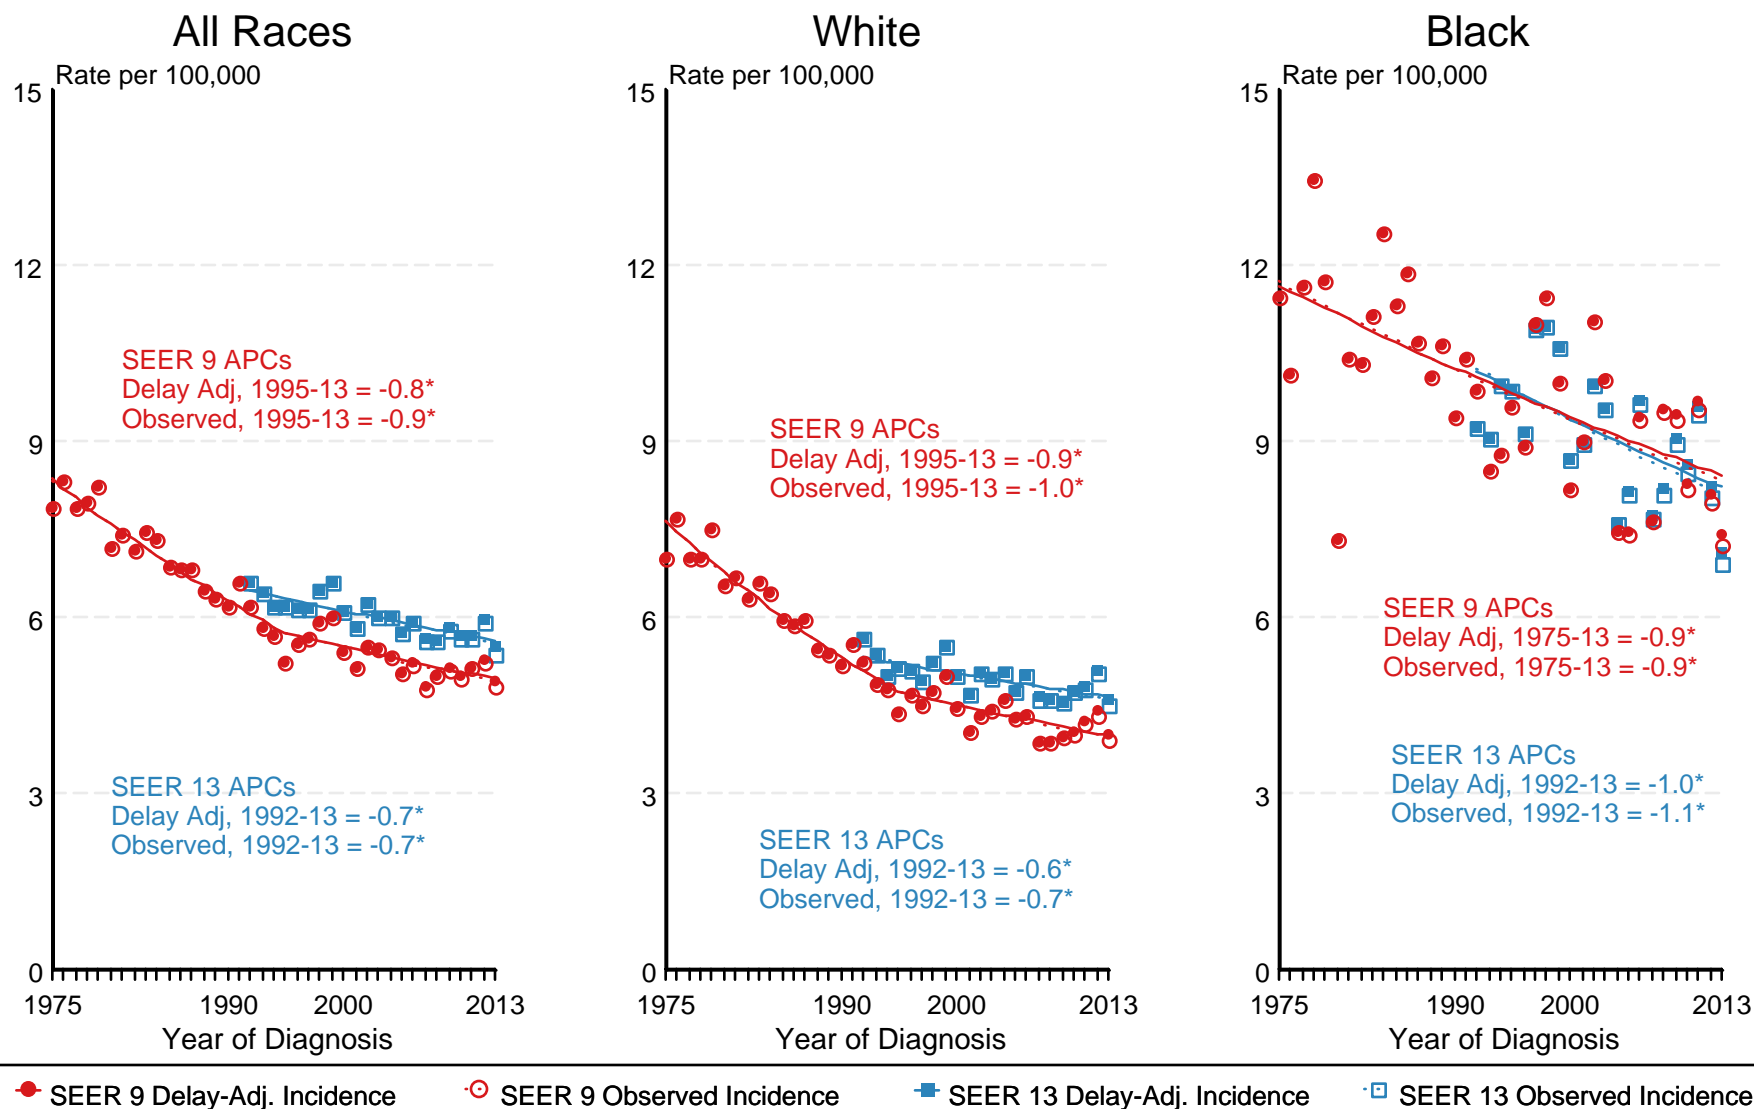 All Races
White
Black
Rate per 100,000
Rate per 100,000
Rate per 100,000
15
12
9
6
3
0
SEER 9 APCs
Delay Adj, 1995-13 = -0.8*
Observed, 1995-13 = -0.9*
SEER 13 APCs
Delay Adj, 1992-13 = -0.7*
Observed, 1992-13 = -0.7*
1975 1990 2000 2013
Year of Diagnosis
15
12
9
6
3
0
SEER 9 APCs
Delay Adj, 1995-13 = -0.9*
Observed, 1995-13 = -1.0*
SEER 13 APCs
Delay Adj, 1992-13 = -0.6*
Observed, 1992-13 = -0.7*
1975 1990 2000 2013
Year of Diagnosis
15
12
9
6
3
0
SEER 9 APCs
Delay Adj, 1975-13 = -0.9*
Observed, 1975-13 = -0.9*
SEER 13 APCs
Delay Adj, 1992-13 = -1.0*
Observed, 1992-13 = -1.1*
1975 1990 2000 2013
Year of Diagnosis
SEER 9 Delay-Adj. Incidence
SEER 9 Observed Incidence
SEER 13 Delay-Adj. Incidence
SEER 13 Observed Incidence